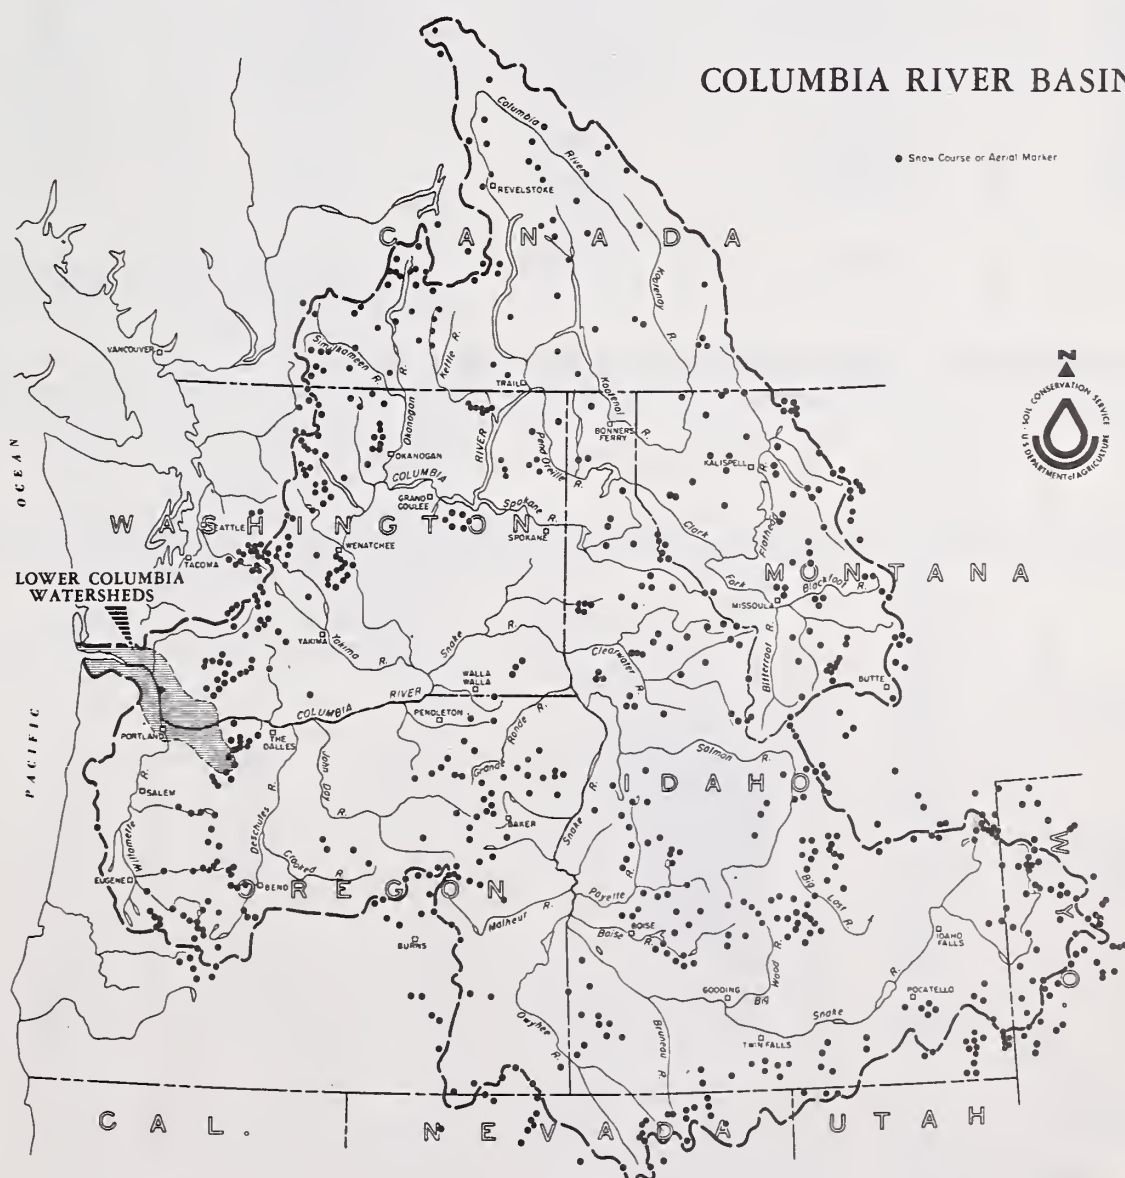 COLUMBIA RIVER BASIN
Snow Course or Aerial Marker
Columbia
River
REVELSTOKE
CANADA
Kootenay
R.
VANCOUVER
Similkameen R.
Kettle R.
TRAIL
Okanogan
R.
Kootenai
R.
BONNERS
FERRY
N
SOIL CONSERVATION SERVICE
U S DEPARTMENT of AGRICULTURE
PACIFIC
OCEAN
OKANOGAN
COLUMBIA
RIVER
Pend Oreille
R.
KALISPELL
Flathead
R.
GRAND
COULEE
Spokane
R.
SPOKANE
Clark
Fork
WASHINGTON
SEATTLE
TACOMA
WENATCHEE
MONTANA
Blackfoot R.
MISSOULA
LOWER COLUMBIA
WATERSHEDS
YAKIMA
Yakima
R.
Snake
R.
WALLA
WALLA
Clearwater
R.
Bitterroot R.
BUTTE
COLUMBIA
RIVER
PENDLETON
PORTLAND
THE
DALLES
Grande
Ronde R.
Salmon
R.
IDAHO
SALEM
R.
Willamette
Deschutes R.
John
Day
R.
BAKER
Snake
R.
WYO
EUGENE
BEND
Crooked
R.
OREGON
Payette
R.
Big
Lost R.
Malheur
R.
BURNS
Boise
R.
BOISE
IDAHO
FALLS
GOODING
Big
Wood R.
POCATELLO
Snake
R.
TWIN FALLS
Owyhee
R.
Bruneau R.
CAL.
NEVADA
UTAH